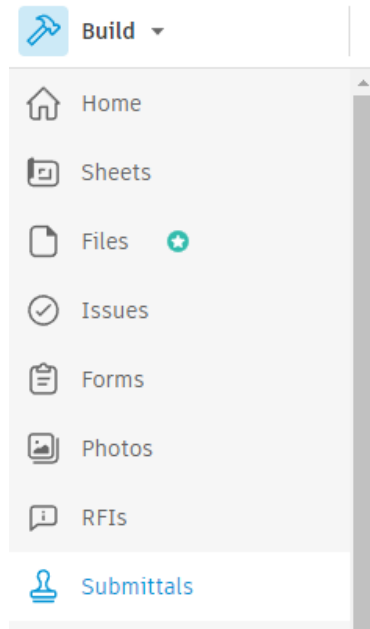 Build
Home
Sheets
Files
Issues
Forms
Photos
RFIs
Submittals